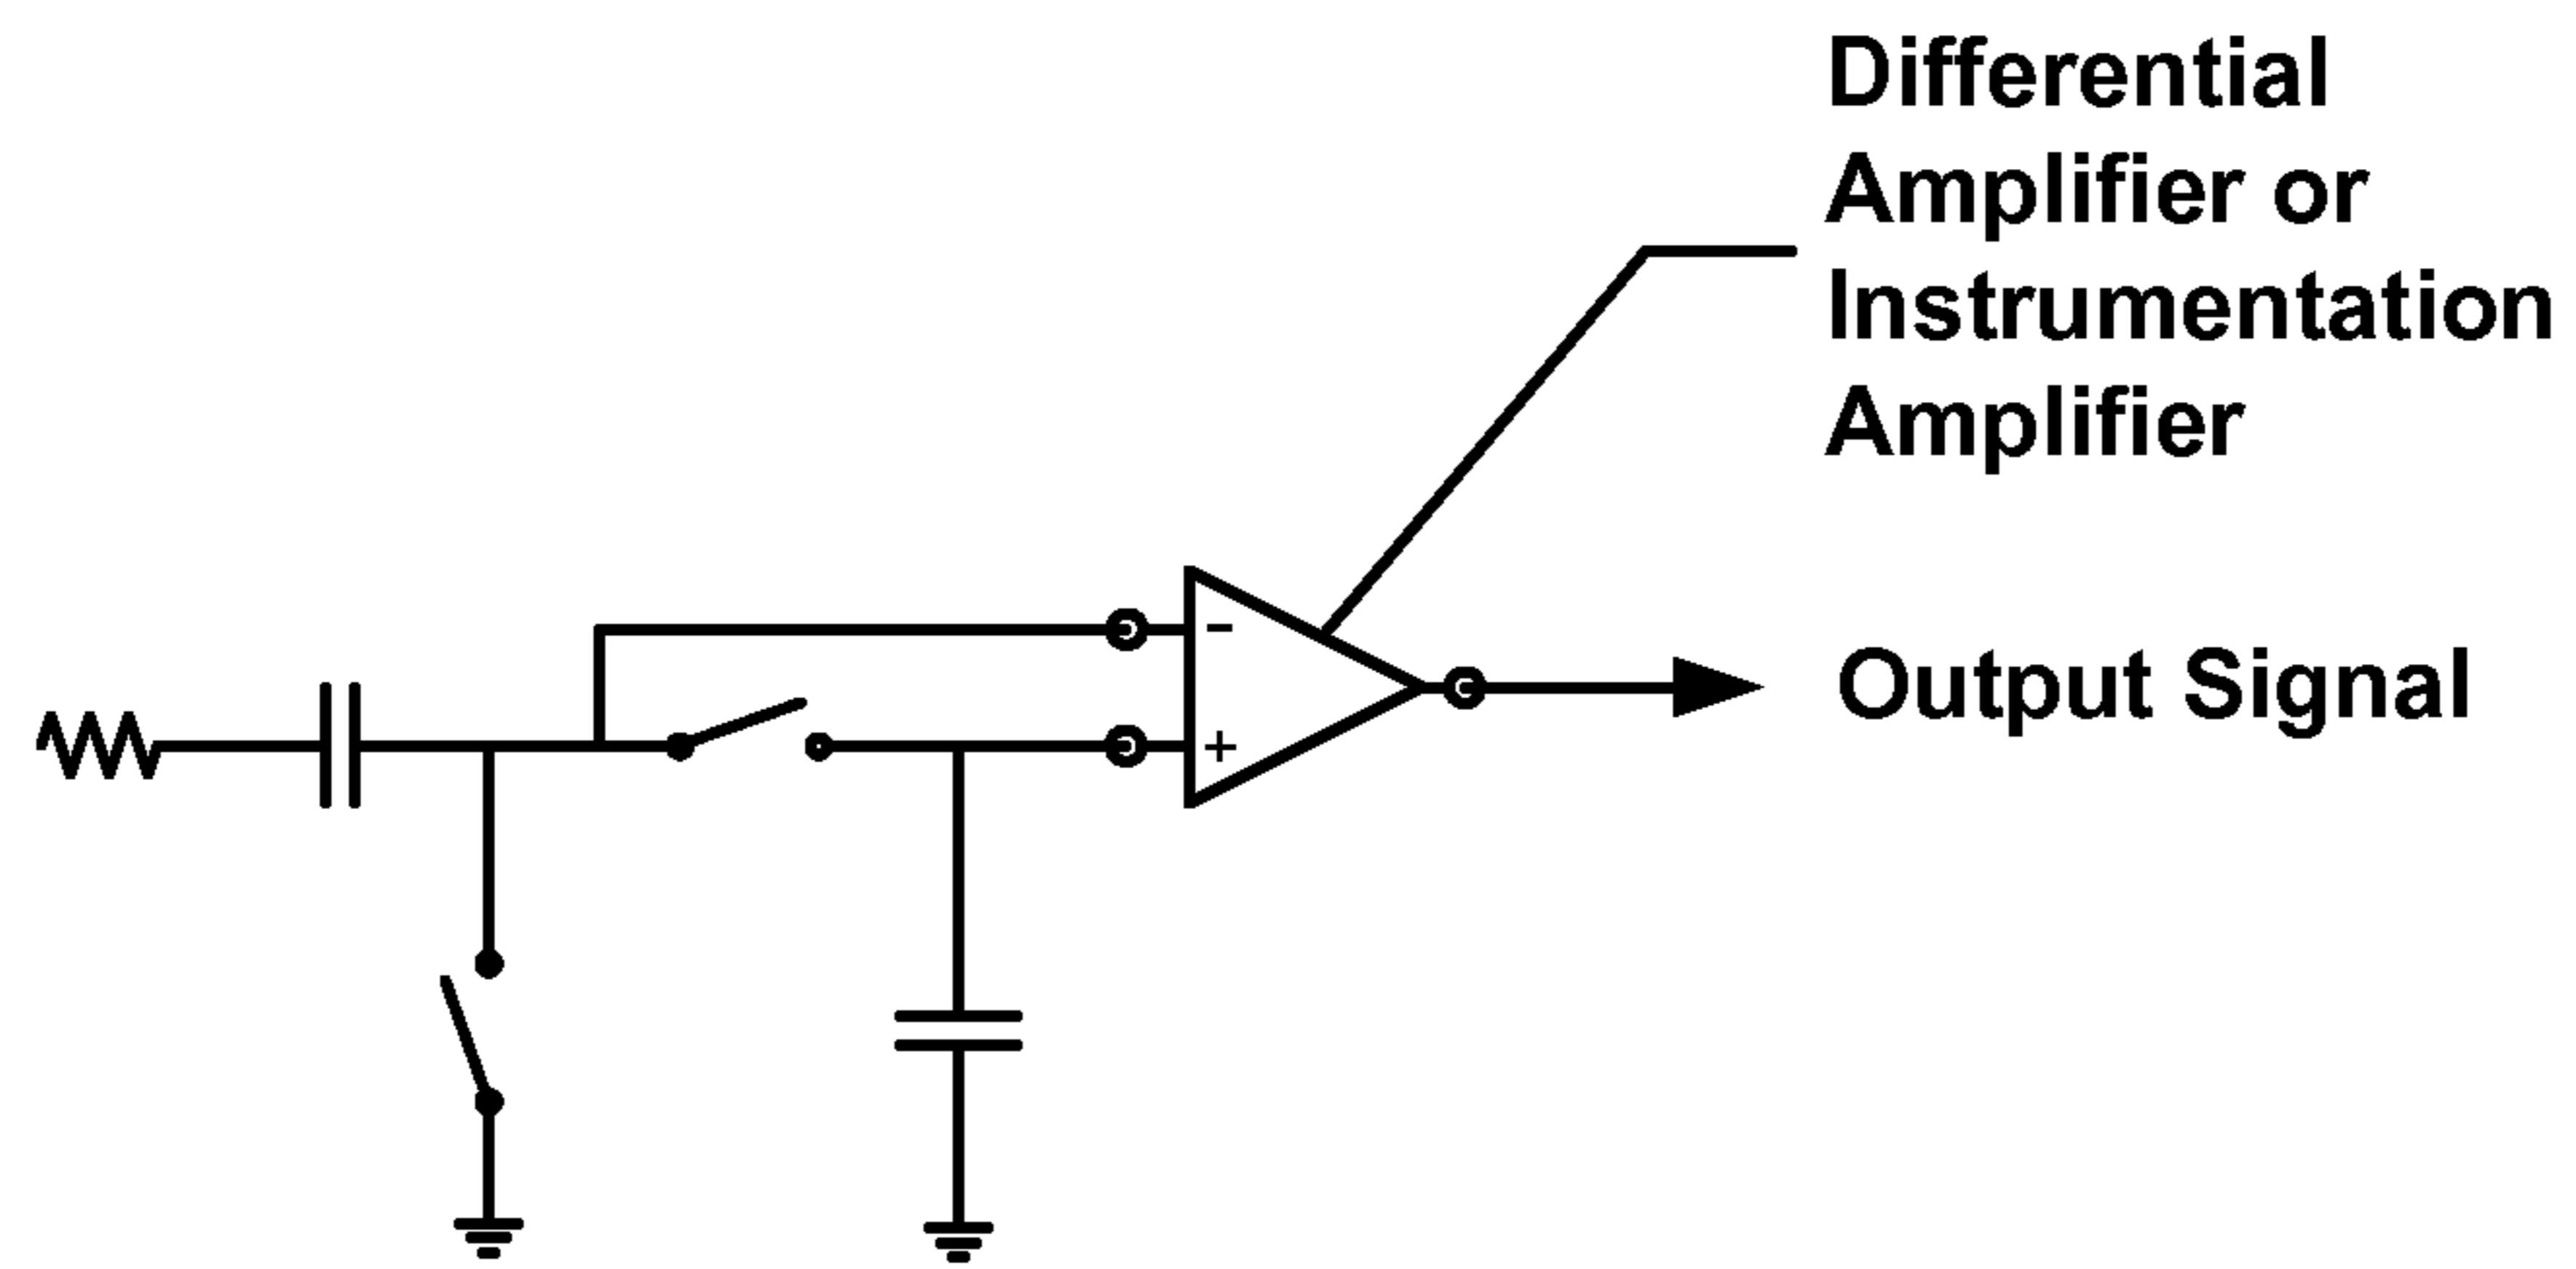 Differential
Amplifier or
Instrumentation
Amplifier
-
+
Output Signal